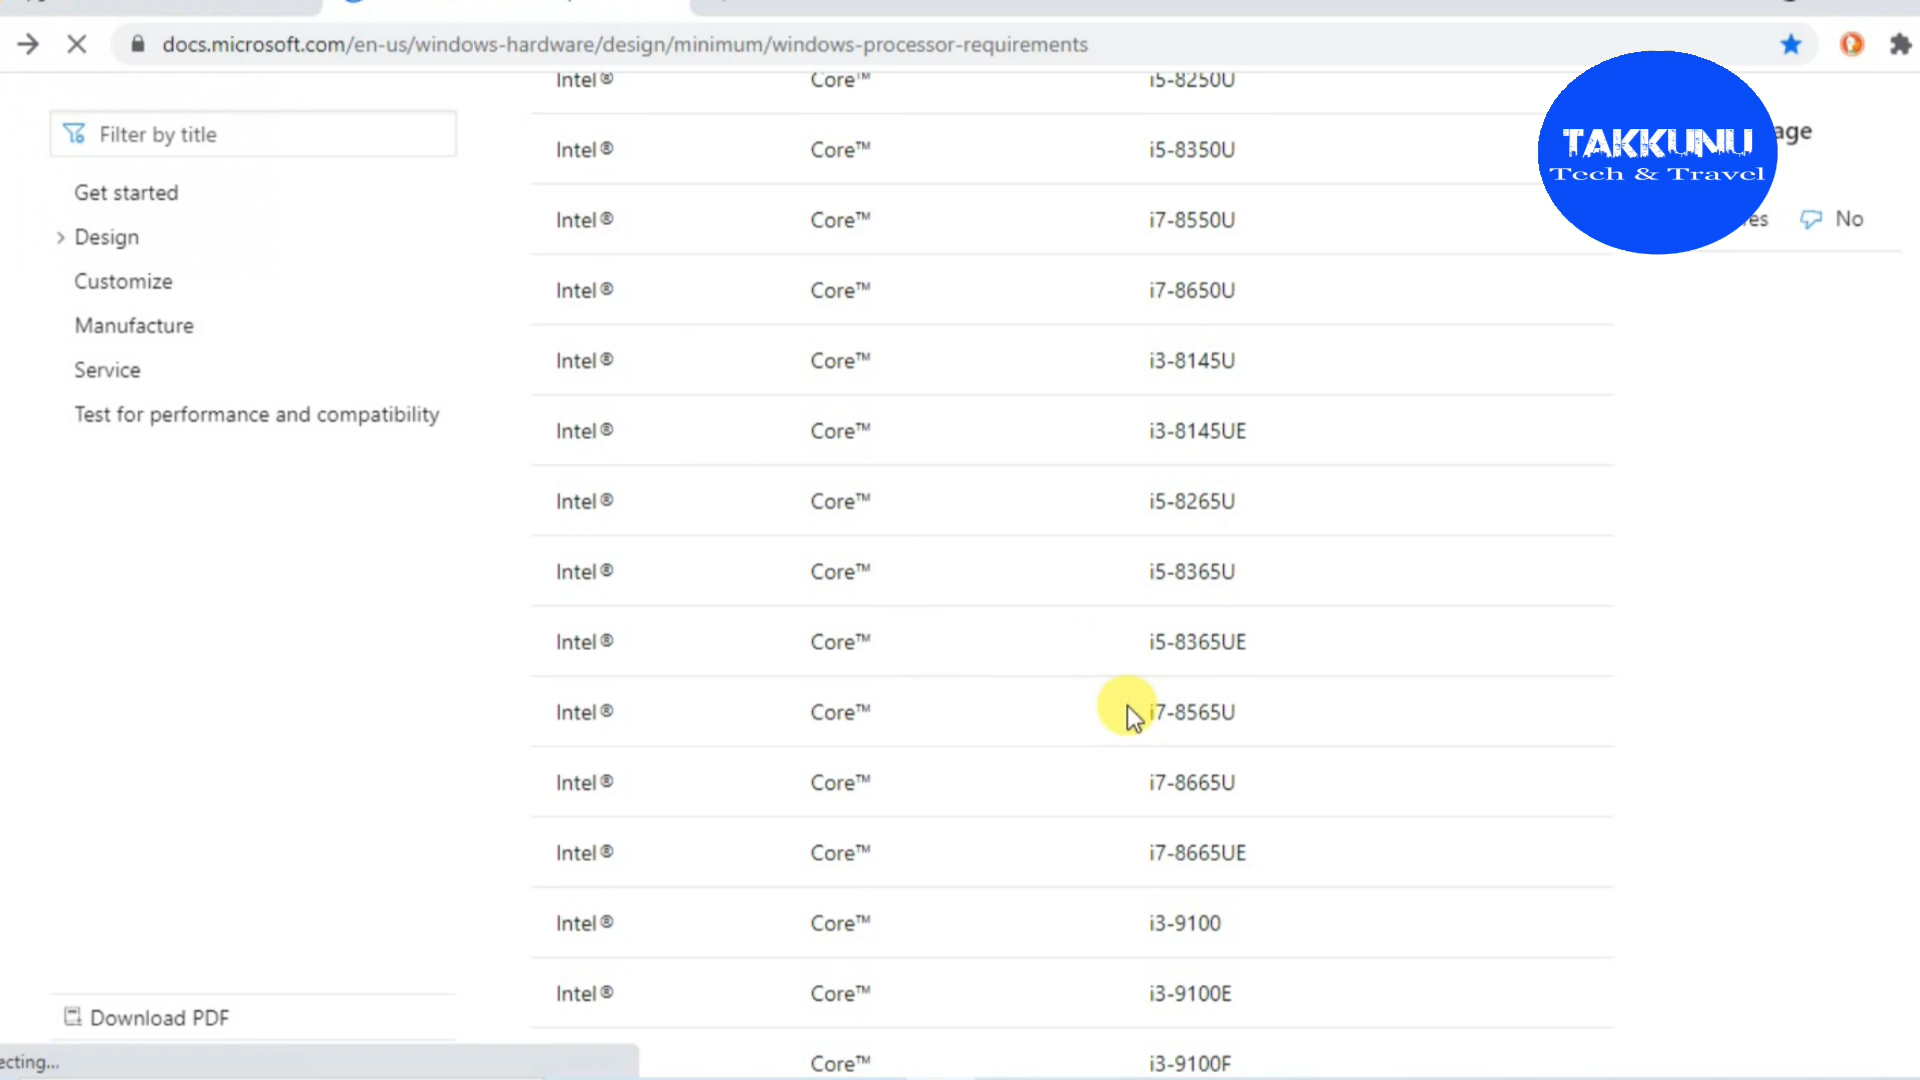 docs.microsoft.com/en-us/windows-hardware/design/minimum/windows-processor-requirements
Filter by title
Get started
Design
Customize
Manufacture
Service
Test for performance and compatibility
Download PDF
ecting...
Intel® Core™ i5-8250U
Intel® Core™ i5-8350U
Intel® Core™ i7-8550U
Intel® Core™ i7-8650U
Intel® Core™ i3-8145U
Intel® Core™ i3-8145UE
Intel® Core™ i5-8265U
Intel® Core™ i5-8365U
Intel® Core™ i5-8365UE
Intel® Core™ i7-8565U
Intel® Core™ i7-8665U
Intel® Core™ i7-8665UE
Intel® Core™ i3-9100
Intel® Core™ i3-9100E
Core™ i3-9100F
TAKKUNU
Tech & Travel
age
es No